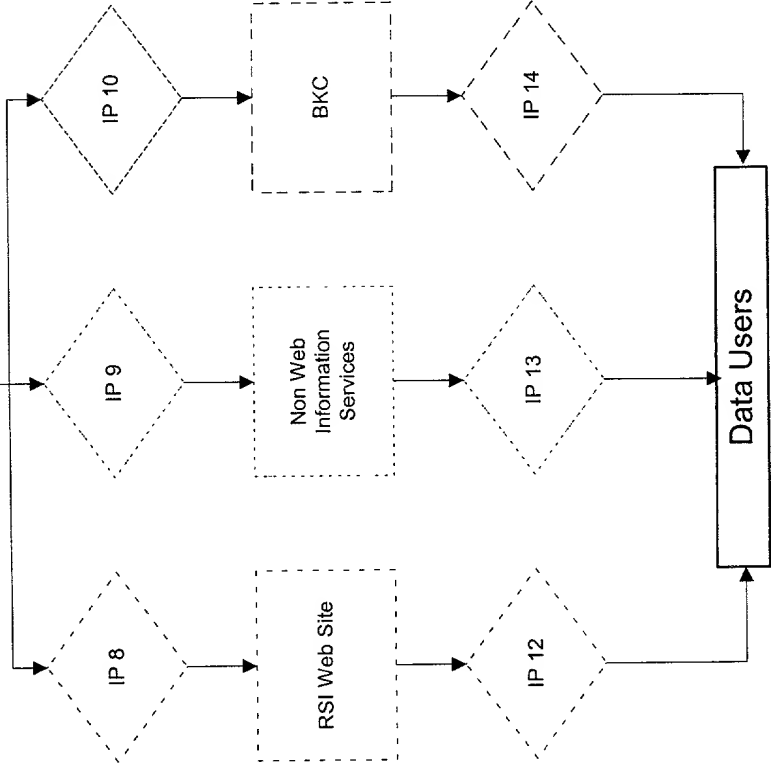 IP 8
IP 9
IP 10
RSI Web Site
Non Web
Information
Services
BKC
IP 12
IP 13
IP 14
Data Users